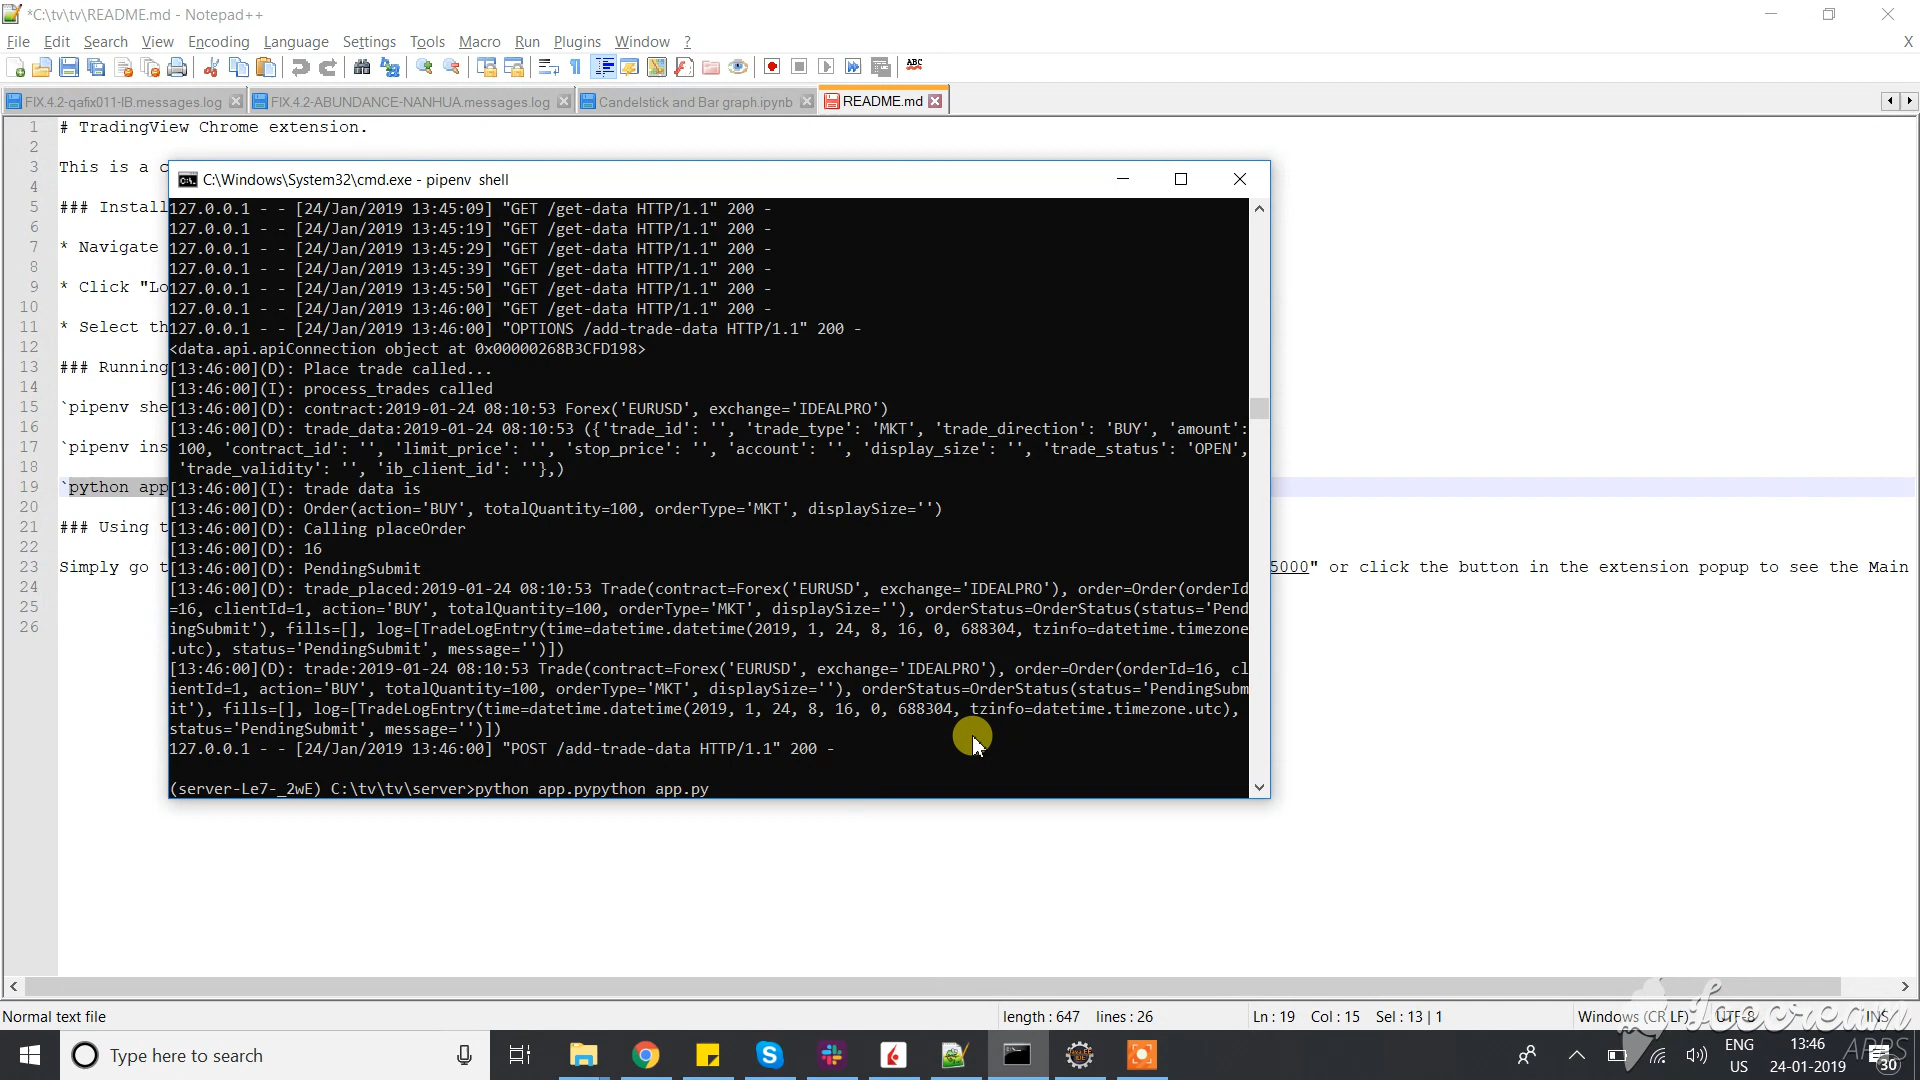 *C:\tv\tv\README.md - Notepad++
File Edit Search View Encoding Language Settings Tools Macro Run Plugins Window ?
X
ABC
FIX.4.2-qafix011-IB.messages.log FIX.4.2-ABUNDANCE-NANHUA.messages.log Candelstick and Bar graph.ipynb README.md
1 # TradingView Chrome extension.
2
3 This is a c
4
5 ### Instal
6
7 * Navigate
8
9 * Click "Lo
10
11 * Select th
12
13 ### Running
14
15 `pipenv she
16
17 `pipenv ins
18
19 `python app
20
21 ### Using t
22
23 Simply go t
5000" or click the button in the extension popup to see the Main
24
25
26
C:\Windows\System32\cmd.exe - pipenv  shell
127.0.0.1 - - [24/Jan/2019 13:45:09] "GET /get-data HTTP/1.1" 200 -
127.0.0.1 - - [24/Jan/2019 13:45:19] "GET /get-data HTTP/1.1" 200 -
127.0.0.1 - - [24/Jan/2019 13:45:29] "GET /get-data HTTP/1.1" 200 -
127.0.0.1 - - [24/Jan/2019 13:45:39] "GET /get-data HTTP/1.1" 200 -
127.0.0.1 - - [24/Jan/2019 13:45:50] "GET /get-data HTTP/1.1" 200 -
127.0.0.1 - - [24/Jan/2019 13:46:00] "GET /get-data HTTP/1.1" 200 -
127.0.0.1 - - [24/Jan/2019 13:46:00] "OPTIONS /add-trade-data HTTP/1.1" 200 -
<data.api.apiConnection object at 0x00000268B3CFD198>
[13:46:00](D): Place trade called...
[13:46:00](I): process_trades called
[13:46:00](D): contract:2019-01-24 08:10:53 Forex('EURUSD', exchange='IDEALPRO')
[13:46:00](D): trade_data:2019-01-24 08:10:53 ({'trade_id': '', 'trade_type': 'MKT', 'trade_direction': 'BUY', 'amount':
100, 'contract_id': '', 'limit_price': '', 'stop_price': '', 'account': '', 'display_size': '', 'trade_status': 'OPEN',
'trade_validity': '', 'ib_client_id': ''},)
[13:46:00](I): trade data is
[13:46:00](D): Order(action='BUY', totalQuantity=100, orderType='MKT', displaySize='')
[13:46:00](D): Calling placeOrder
[13:46:00](D): 16
[13:46:00](D): PendingSubmit
[13:46:00](D): trade_placed:2019-01-24 08:10:53 Trade(contract=Forex('EURUSD', exchange='IDEALPRO'), order=Order(orderId
=16, clientId=1, action='BUY', totalQuantity=100, orderType='MKT', displaySize=''), orderStatus=OrderStatus(status='Pend
ingSubmit'), fills=[], log=[TradeLogEntry(time=datetime.datetime(2019, 1, 24, 8, 16, 0, 688304, tzinfo=datetime.timezone
.utc), status='PendingSubmit', message='')])
[13:46:00](D): trade:2019-01-24 08:10:53 Trade(contract=Forex('EURUSD', exchange='IDEALPRO'), order=Order(orderId=16, cl
ientId=1, action='BUY', totalQuantity=100, orderType='MKT', displaySize=''), orderStatus=OrderStatus(status='PendingSubm
it'), fills=[], log=[TradeLogEntry(time=datetime.datetime(2019, 1, 24, 8, 16, 0, 688304, tzinfo=datetime.timezone.utc),
status='PendingSubmit', message='')])
127.0.0.1 - - [24/Jan/2019 13:46:00] "POST /add-trade-data HTTP/1.1" 200 -
(server-Le7-_2wE) C:\tv\tv\server>python app.pypython app.py
Normal text file length : 647 lines : 26 Ln : 19 Col : 15 Sel : 13 | 1 Windows (CR LF) UTF-8 INS
Icecream
APPS
Type here to search
ENG
US
13:46
24-01-2019
30